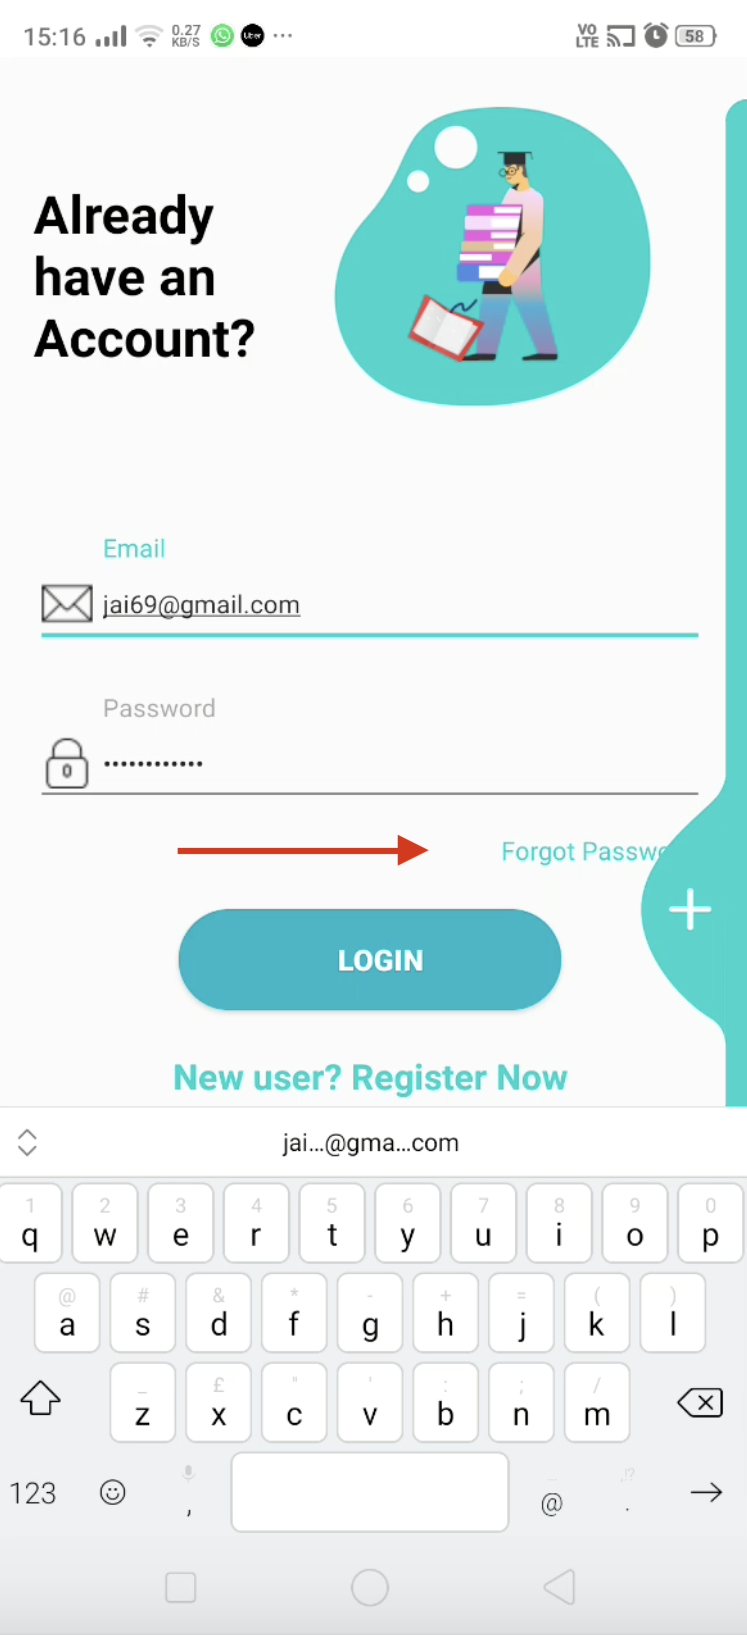 15:16 0.27 KB/S Uber VO LTE 58
Already
have an
Account?
Email
jai69@gmail.com
Password
Forgot Passw
LOGIN
New user? Register Now
jai...@gma...com
1 2 3 4 5 6 7 8 9 0
q w e r t y u i o p
@ # & * - + = ( )
a s d f g h j k l
_ £ " ' : ; /
z x c v b n m
123 , @ .
,!?